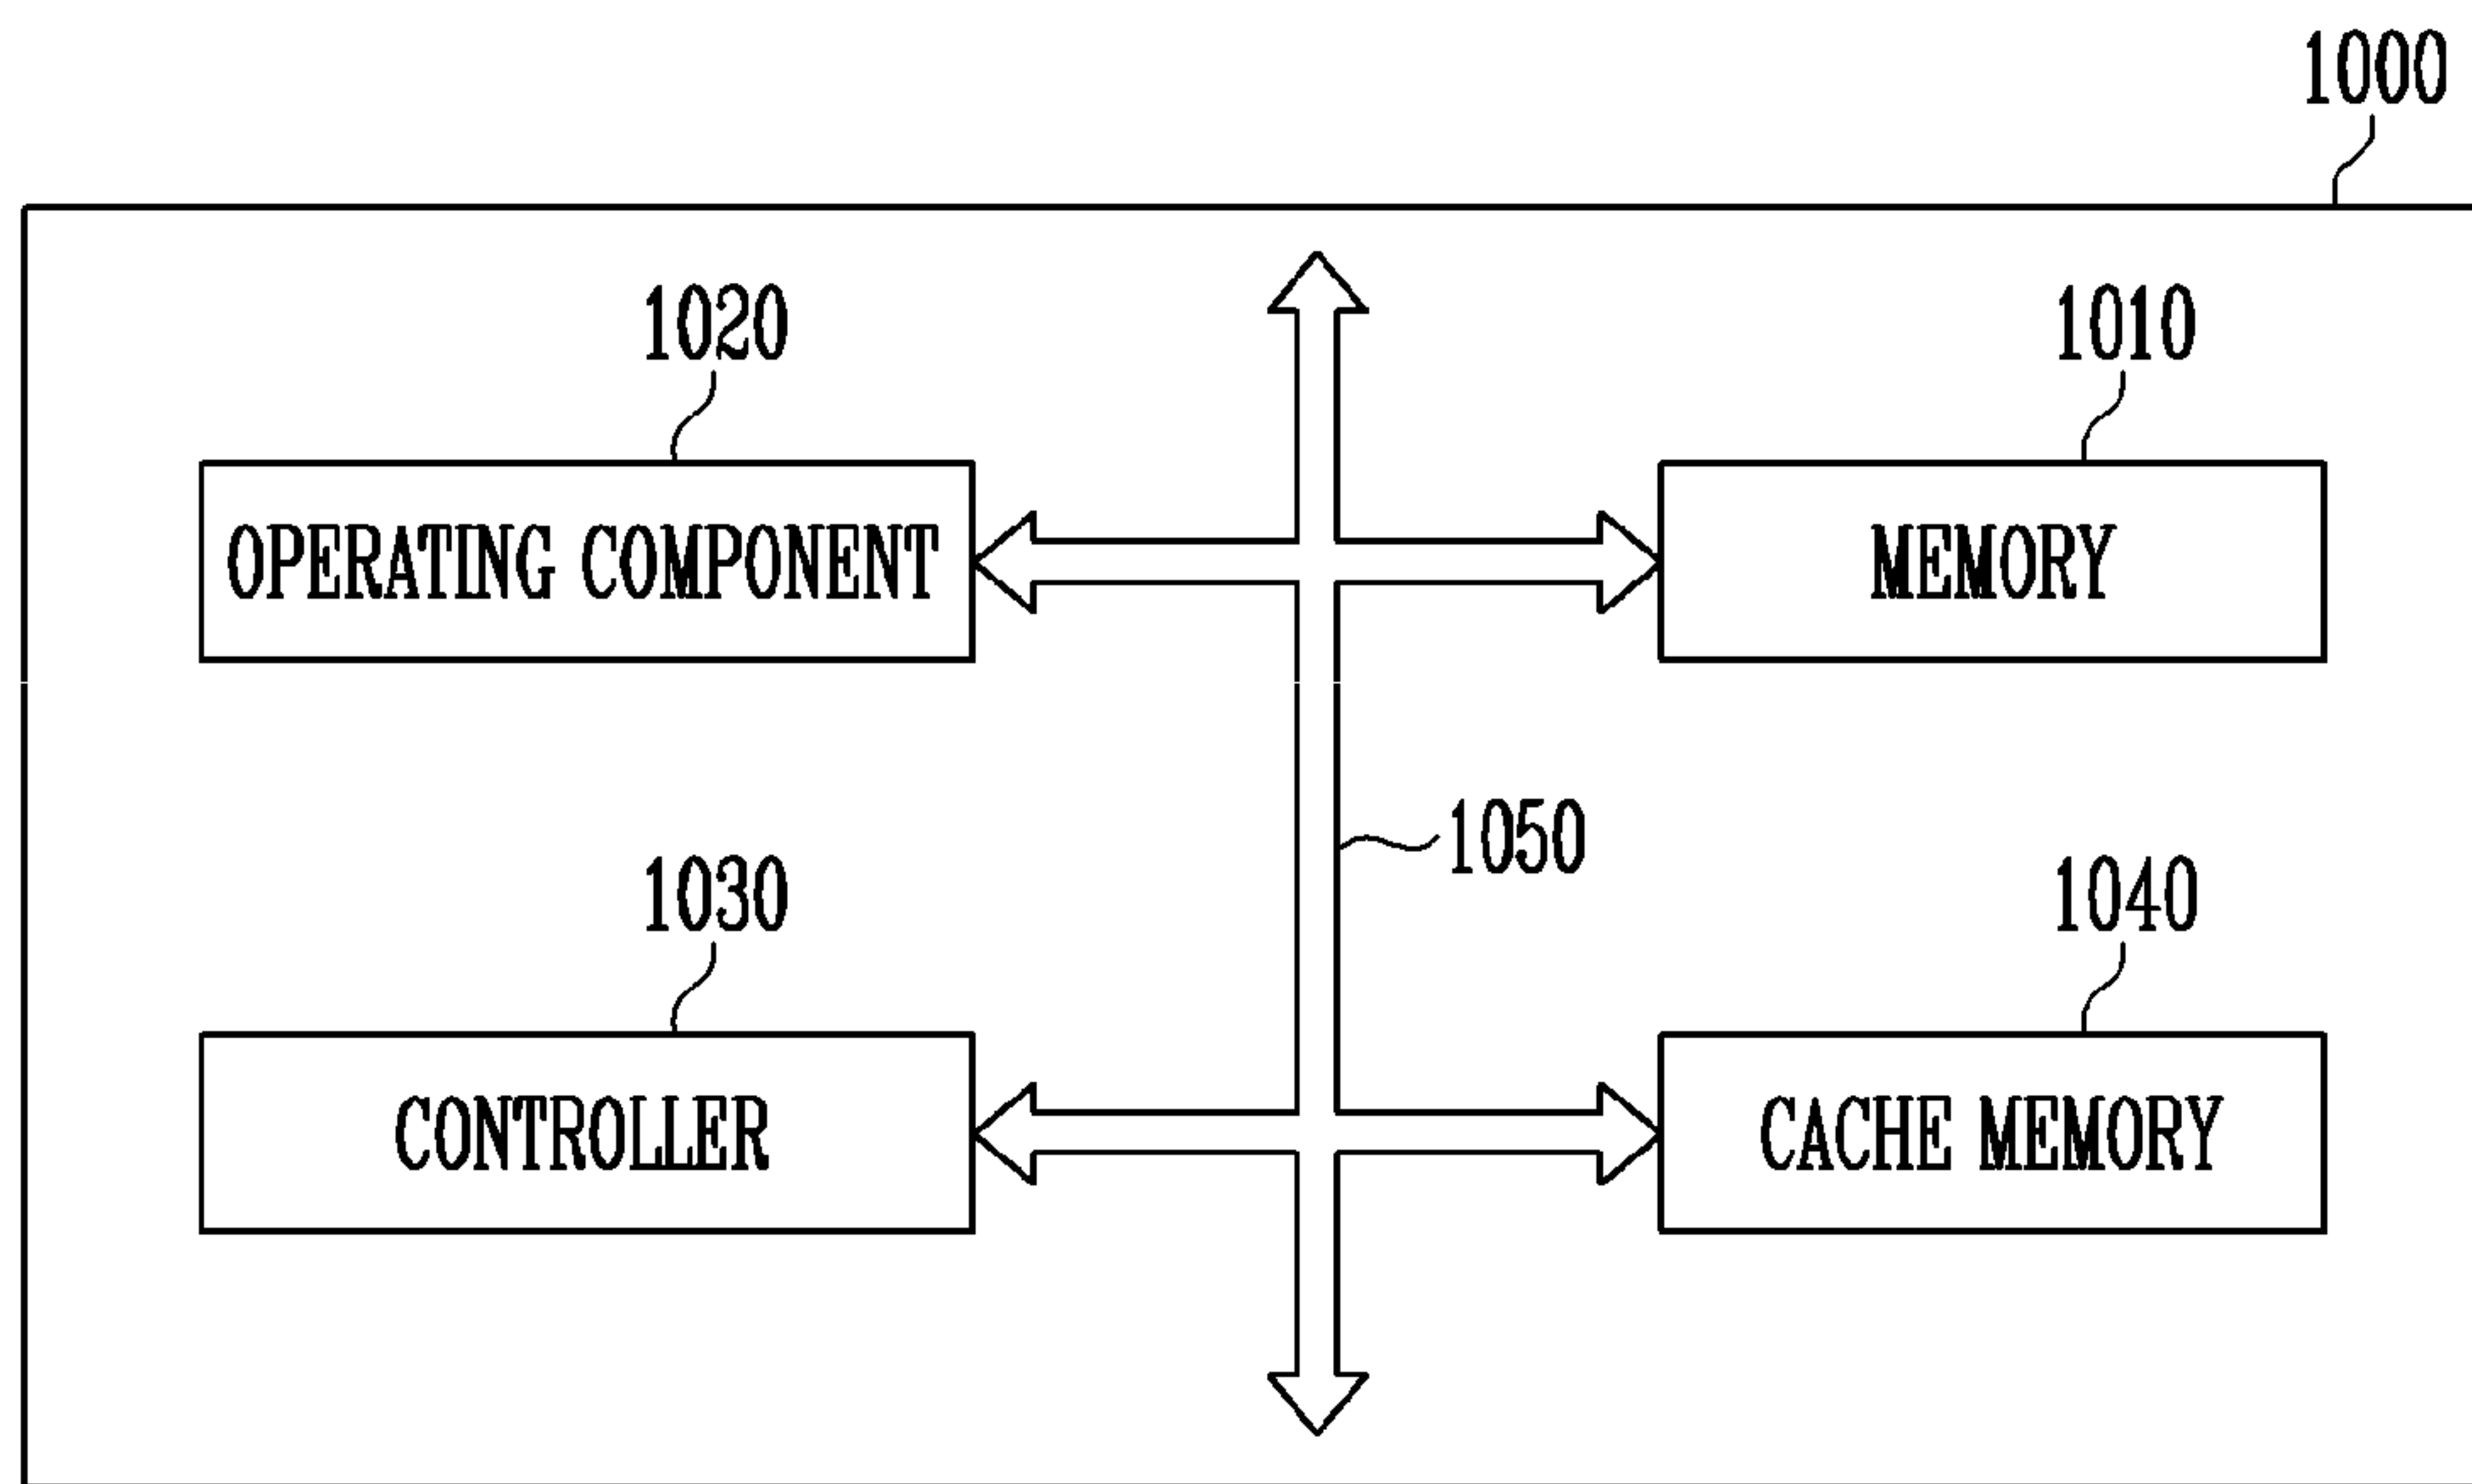 1000
1020
1010
OPERATING COMPONENT
MEMORY
1050
1030
1040
CONTROLLER
CACHE MEMORY